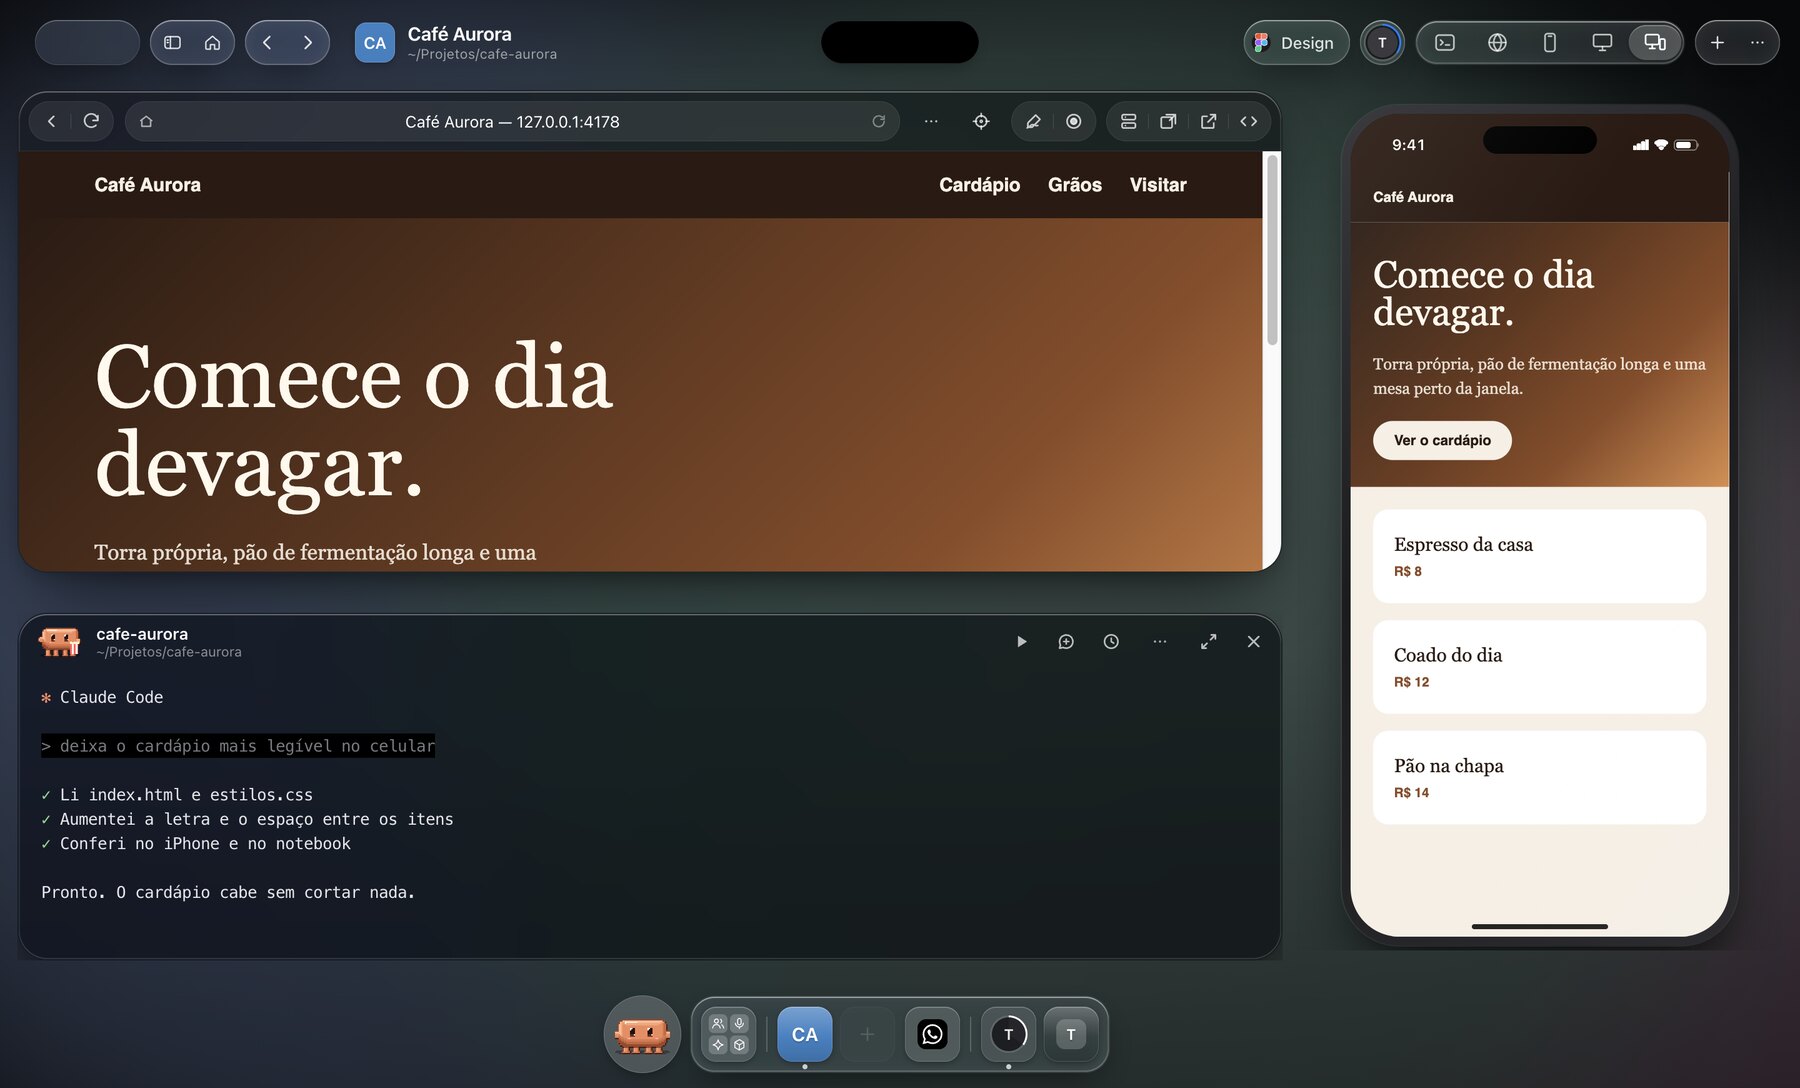 CA
Café Aurora
~/Projetos/cafe-aurora
Design
T
Café Aurora — 127.0.0.1:4178
Café Aurora
Cardápio Grãos Visitar
Comece o dia
devagar.
Torra própria, pão de fermentação longa e uma
9:41
Café Aurora
Comece o dia
devagar.
Torra própria, pão de fermentação longa e uma
mesa perto da janela.
Ver o cardápio
Espresso da casa
R$ 8
Coado do dia
R$ 12
Pão na chapa
R$ 14
cafe-aurora
~/Projetos/cafe-aurora
* Claude Code
> deixa o cardápio mais legível no celular
✓ Li index.html e estilos.css
✓ Aumentei a letra e o espaço entre os itens
✓ Conferi no iPhone e no notebook
Pronto. O cardápio cabe sem cortar nada.
CA
T
T